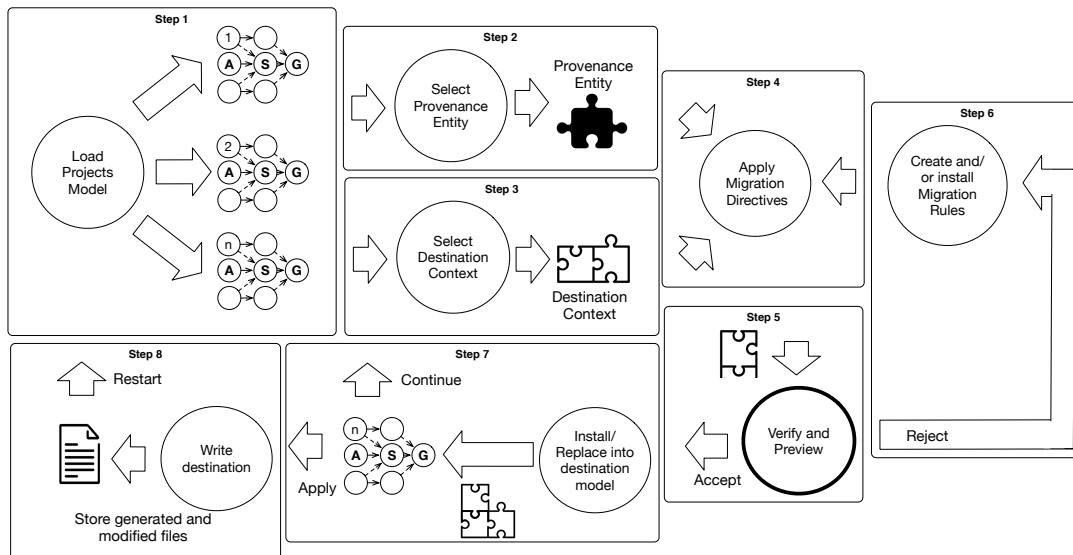 Step 1
1
A S G
2
A S G
n
A S G
Load
Projects
Model
Step 2
Select
Provenance
Entity
Provenance
Entity
Step 3
Select
Destination
Context
Destination
Context
Step 4
Apply
Migration
Directives
Step 6
Create and/
or install
Migration
Rules
Reject
Step 5
Verify and
Preview
Accept
Step 7
Continue
Install/
Replace into
destination
model
n
A S G
Apply
Step 8
Restart
Write
destination
Store generated and
modified files